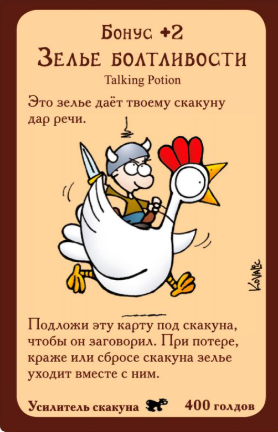 Бонус +2
Зелье болтливости
Talking Potion
Это зелье даёт твоему скакуну
дар речи.
Kovalic
Подложи эту карту под скакуна,
чтобы он заговорил. При потере,
краже или сбросе скакуна зелье
уходит вместе с ним.
Усилитель скакуна 400 голдов